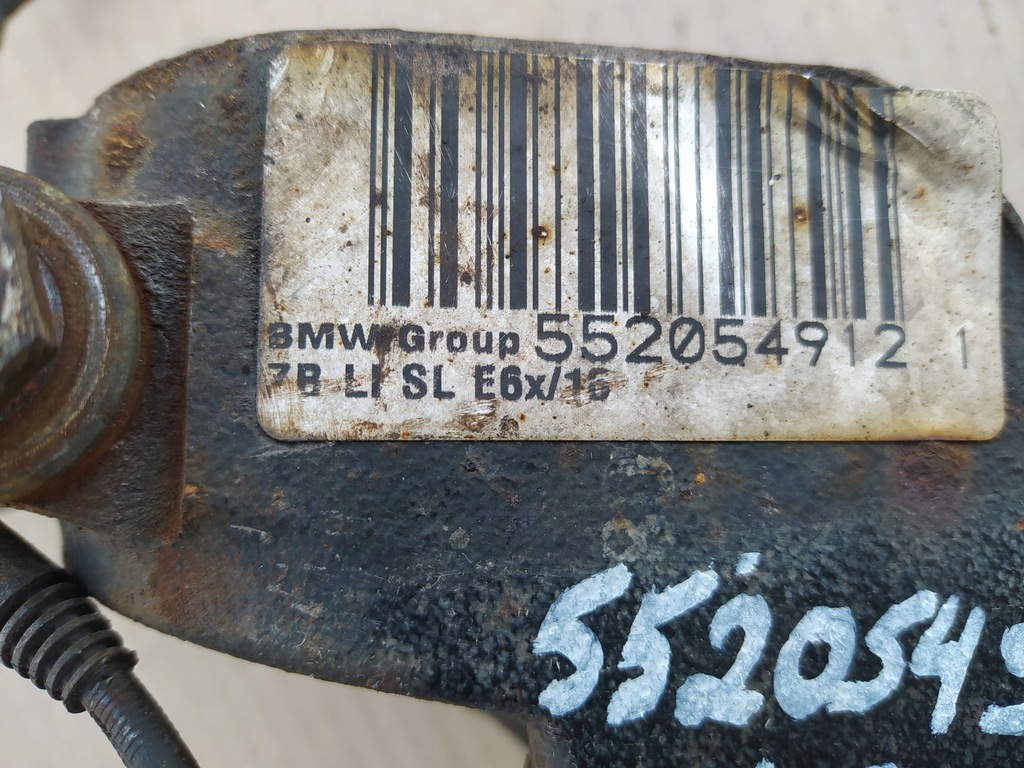 BMW Group 552054912 1
ZB LI SL E6x/16
552054